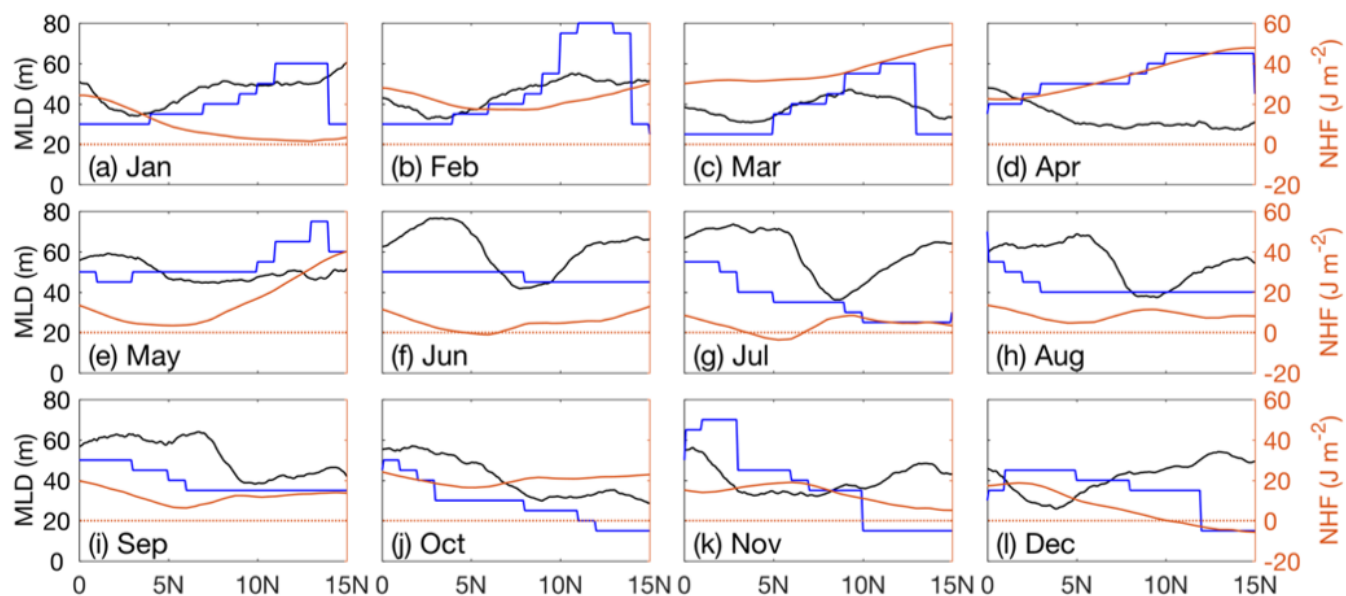 80 60
60 40
MLD (m) 40 20 NHF (J m⁻²)
20 0
0 -20
(a) Jan (b) Feb (c) Mar (d) Apr
80 60
60 40
MLD (m) 40 20 NHF (J m⁻²)
20 0
0 -20
(e) May (f) Jun (g) Jul (h) Aug
80 60
60 40
MLD (m) 40 20 NHF (J m⁻²)
20 0
0 -20
(i) Sep (j) Oct (k) Nov (l) Dec
0 5N 10N 15N 0 5N 10N 15N 0 5N 10N 15N 0 5N 10N 15N